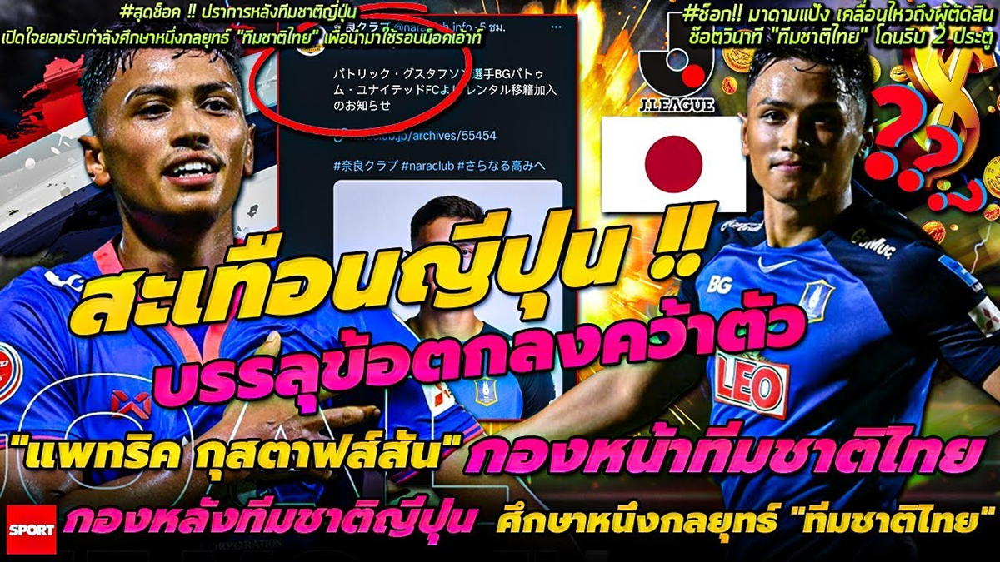 #สุดช็อค !! ปราการหลังทีมชาติญี่ปุ่น
เปิดใจยอมรับกำลังศึกษาหนึ่งกลยุทธ์ "ทีมชาติไทย" เพื่อนำมาใช้รอบน็อคเอ้าท์
#ช็อก!! มาดามแป้ง เคลื่อนไหวถึงผู้ตัดสิน
ช๊อตวินาที "ทีมชาติไทย" โดนริบ 2 ประตู
奈良クラブ @naraclub_info · 5 ชม.
パトリック・グスタフソン選手BGパトゥ
ム・ユナイテッドFCよりレンタル移籍加入
のお知らせ
naraclub.jp/archives/55454
#奈良クラブ #naraclub #さらなる高みへ
J.LEAGUE
???
สะเทือนญี่ปุ่น !!
บรรลุข้อตกลงคว้าตัว
"แพทริค กุสตาฟส์สัน" กองหน้าทีมชาติไทย
SPORT กองหลังทีมชาติญี่ปุ่น ศึกษาหนึ่งกลยุทธ์ "ทีมชาติไทย"
BG
LEO
CORPORATION